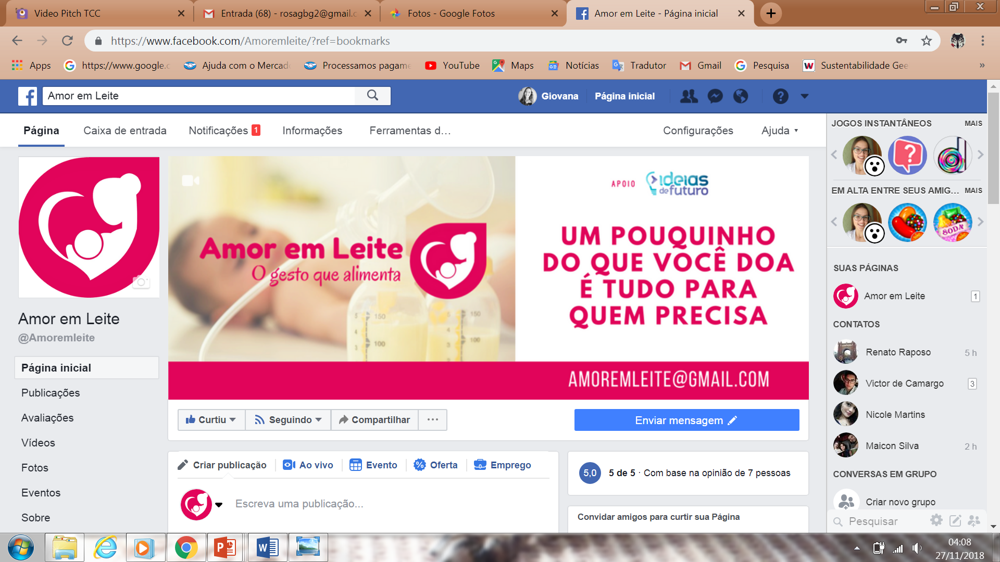 Video Pitch TCC
Entrada (68) - rosagbg2@gmail.c
Fotos - Google Fotos
Amor em Leite - Página inicial
https://www.facebook.com/Amoremleite/?ref=bookmarks
Apps
https://www.google.c
Ajuda com o Mercad
Processamos pagame
YouTube
Maps
Notícias
Tradutor
Gmail
Pesquisa
Sustentabilidade Gee
Amor em Leite
Giovana
Página inicial
Página
Caixa de entrada
Notificações 1
Informações
Ferramentas d...
Configurações
Ajuda
Amor em Leite
@Amoremleite
Página inicial
Publicações
Avaliações
Vídeos
Fotos
Eventos
Sobre
Amor em Leite
O gesto que alimenta
150
100
150
100
APOIO
ideias
de futuro
UM POUQUINHO
DO QUE VOCÊ DOA
É TUDO PARA
QUEM PRECISA
AMOREMLEITE@GMAIL.COM
Curtiu
Seguindo
Compartilhar
Enviar mensagem
Criar publicação
Ao vivo
Evento
Oferta
Emprego
Escreva uma publicação...
5,0
5 de 5 · Com base na opinião de 7 pessoas
Convidar amigos para curtir sua Página
JOGOS INSTANTÂNEOS
MAIS
EM ALTA ENTRE SEUS AMIG...
MAIS
SODA
SUAS PÁGINAS
Amor em Leite
1
CONTATOS
Renato Raposo
5 h
Victor de Camargo
3
Nicole Martins
Maicon Silva
2 h
CONVERSAS EM GRUPO
Criar novo grupo
Pesquisar
04:08
27/11/2018